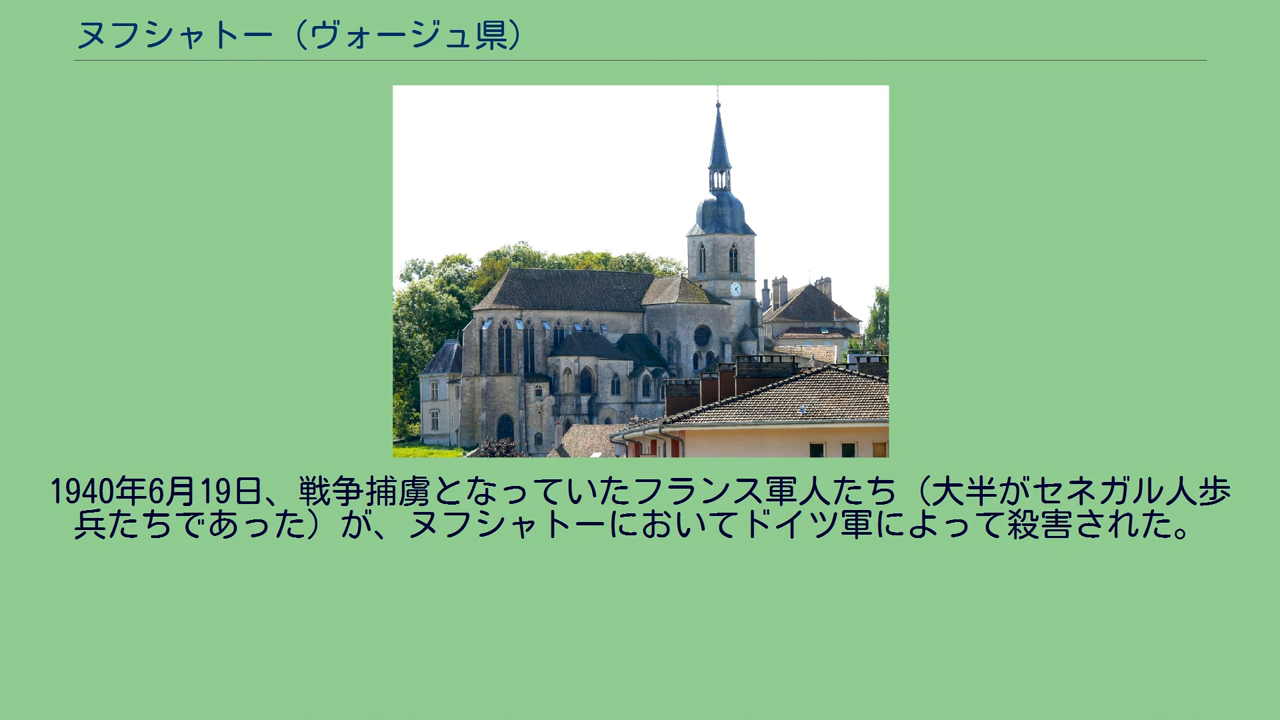 ヌフシャトー（ヴォージュ県）
1940年6月19日、戦争捕虜となっていたフランス軍人たち（大半がセネガル人歩
兵たちであった）が、ヌフシャトーにおいてドイツ軍によって殺害された。